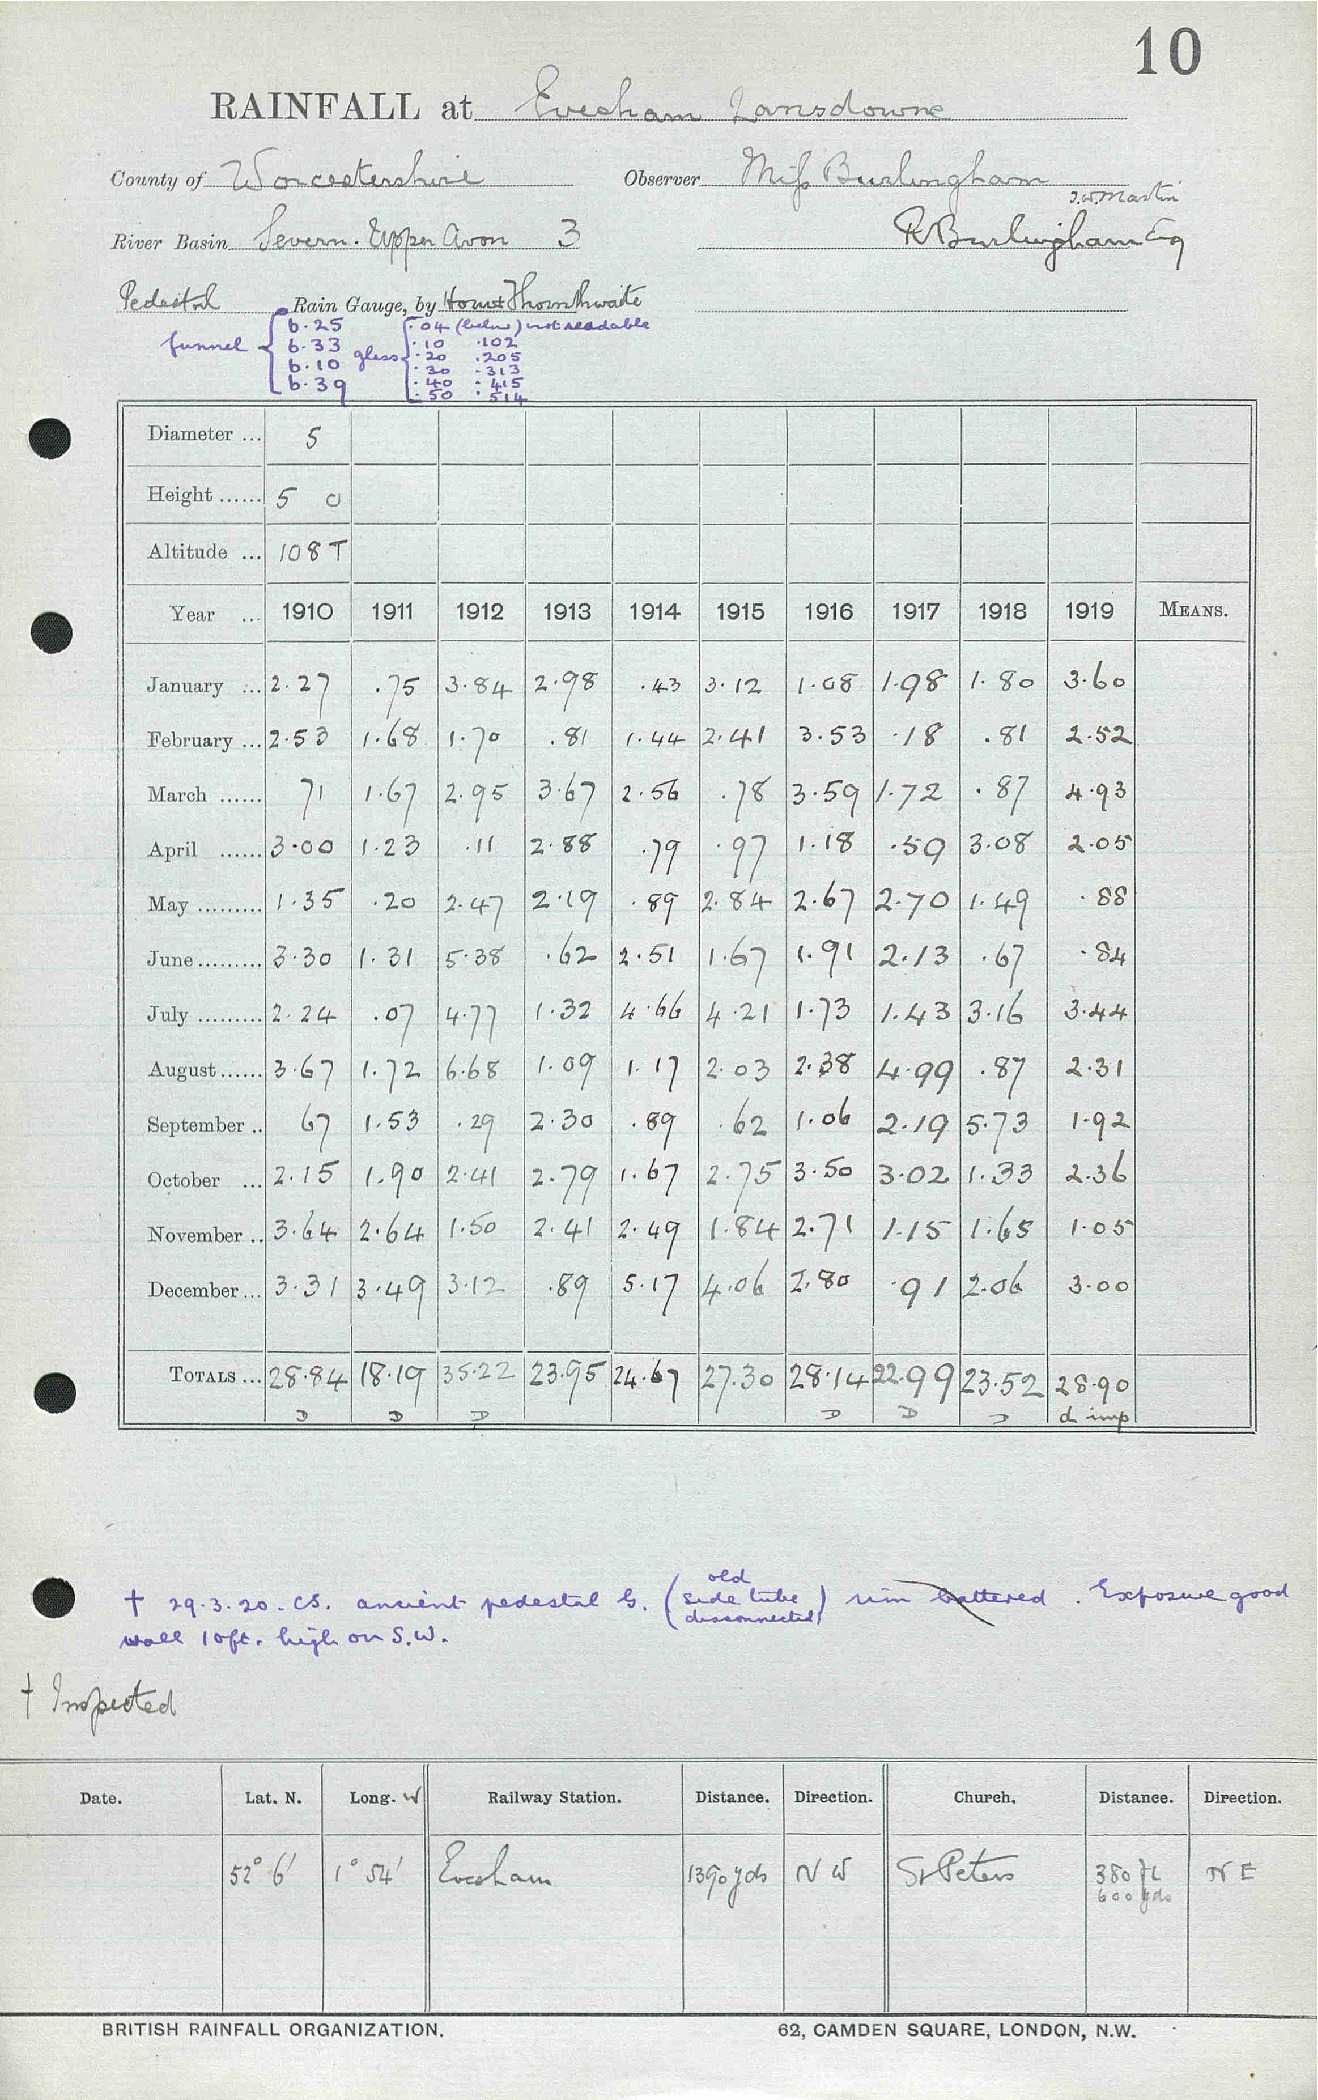 10
RAINFALL at Evesham Lansdowne
County of Worcestershire Observer Miss Burlingham
J.W. Martin
River Basin Severn. Upper Avon 3 R Burlingham Esq
Pedestal Rain Gauge, by Thornthwaite
funnel 6.25 glass .04 (below) not readable
6.33 .10 .102
6.10 .20 .205
6.39 .30 .313
.40 .415
.50 .514
Diameter ... 5
Height ...... 5 0
Altitude ... 108 T
Year ... 1910 1911 1912 1913 1914 1915 1916 1917 1918 1919 MEANS.
January ... 2.27 .75 3.84 2.98 .43 3.12 1.08 1.98 1.80 3.60
February ... 2.53 1.68 1.70 .81 1.44 2.41 3.53 .18 .81 2.52
March ...... 71 1.67 2.95 3.67 2.56 .78 3.59 1.72 .87 4.93
April ...... 3.00 1.23 .11 2.88 .79 .97 1.18 .59 3.08 2.05
May ......... 1.35 .20 2.47 2.19 .89 2.84 2.67 2.70 1.49 .88
June ......... 3.30 1.31 5.38 .62 2.51 1.67 1.91 2.13 .67 .84
July ......... 2.24 .07 4.77 1.32 4.66 4.21 1.73 1.43 3.16 3.44
August ...... 3.67 1.72 6.68 1.09 1.17 2.03 2.38 4.99 .87 2.31
September .. 67 1.53 .29 2.30 .89 .62 1.06 2.19 5.73 1.92
October ... 2.15 1.90 2.41 2.79 1.67 2.75 3.50 3.02 1.33 2.36
November .. 3.64 2.64 1.50 2.41 2.49 1.84 2.71 1.15 1.65 1.05
December ... 3.31 3.49 3.12 .89 5.17 4.06 2.80 .91 2.06 3.00
TOTALS ... 28.84 18.19 35.22 23.95 24.67 27.30 28.14 22.99 23.52 28.90
D D D D D D d imp
old
† 29.3.20. CS. ancient pedestal G. (side tube disconnected) rim battered. Exposure good
wall 10ft. high on S.W.
† Inspected
Date. Lat. N. Long. W Railway Station. Distance. Direction. Church. Distance. Direction.
52° 6' 1° 54' Evesham 1390 yds N W St Peters 380 ft N E
600 yds
BRITISH RAINFALL ORGANIZATION. 62, CAMDEN SQUARE, LONDON, N.W.